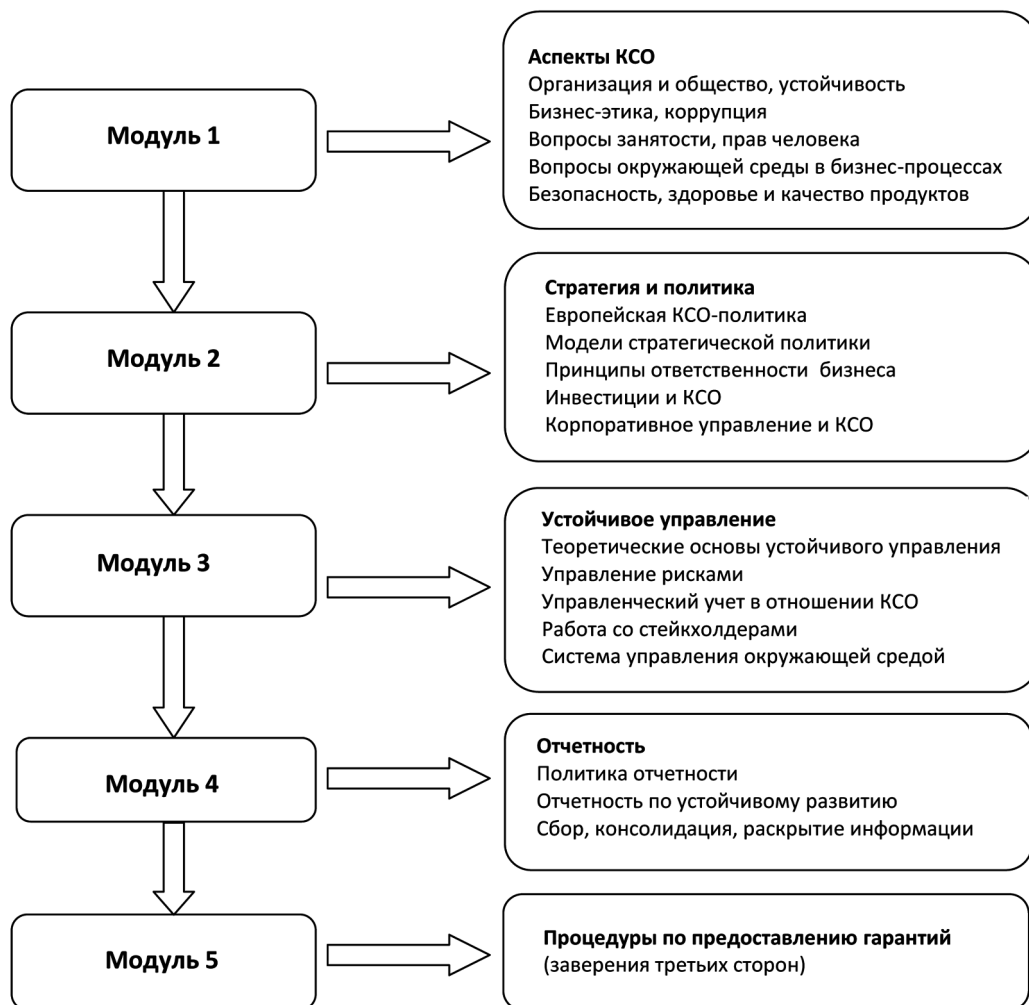 Модуль 1
Аспекты КСО
Организация и общество, устойчивость
Бизнес-этика, коррупция
Вопросы занятости, прав человека
Вопросы окружающей среды в бизнес-процессах
Безопасность, здоровье и качество продуктов
Модуль 2
Стратегия и политика
Европейская КСО-политика
Модели стратегической политики
Принципы ответственности бизнеса
Инвестиции и КСО
Корпоративное управление и КСО
Модуль 3
Устойчивое управление
Теоретические основы устойчивого управления
Управление рисками
Управленческий учет в отношении КСО
Работа со стейкхолдерами
Система управления окружающей средой
Модуль 4
Отчетность
Политика отчетности
Отчетность по устойчивому развитию
Сбор, консолидация, раскрытие информации
Модуль 5
Процедуры по предоставлению гарантий
(заверения третьих сторон)